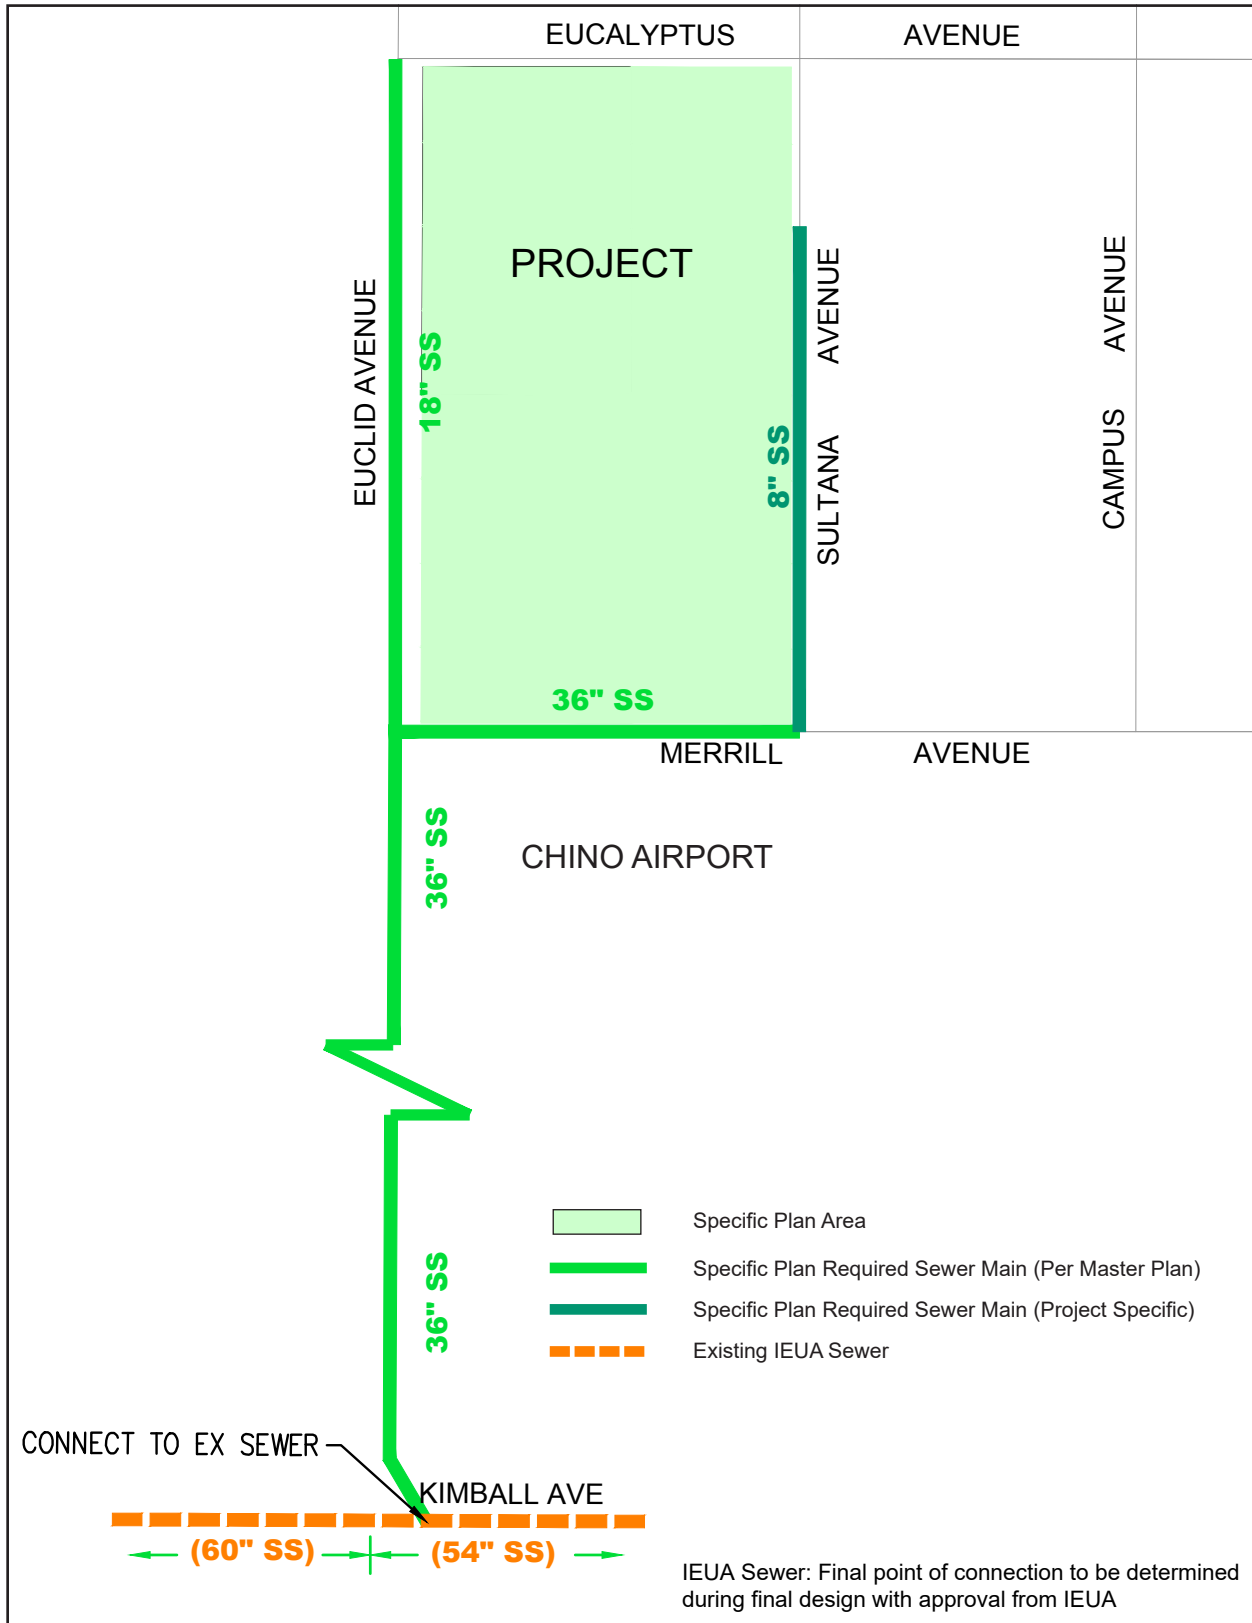 EUCALYPTUS AVENUE
PROJECT
EUCLID AVENUE
18" SS
8" SS
SULTANA AVENUE
CAMPUS AVENUE
36" SS
MERRILL AVENUE
36" SS
CHINO AIRPORT
Specific Plan Area
Specific Plan Required Sewer Main (Per Master Plan)
Specific Plan Required Sewer Main (Project Specific)
Existing IEUA Sewer
36" SS
CONNECT TO EX SEWER
KIMBALL AVE
(60" SS) (54" SS)
IEUA Sewer: Final point of connection to be determined
during final design with approval from IEUA